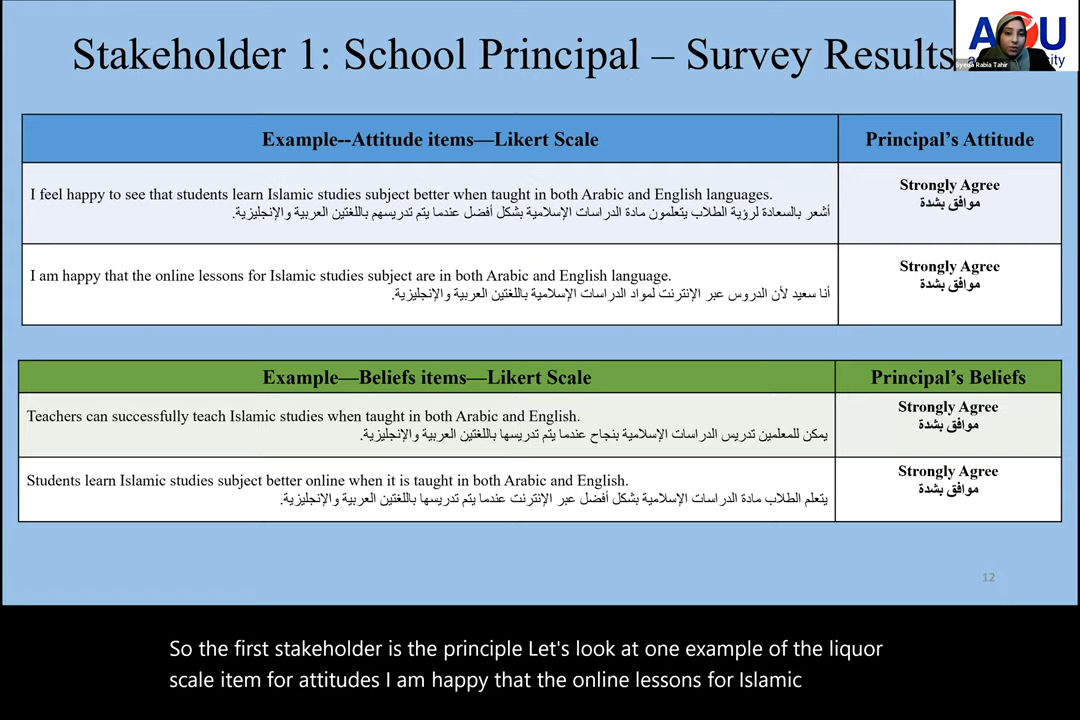 Stakeholder 1: School Principal – Survey Results
Example--Attitude items—Likert Scale
Principal's Attitude
I feel happy to see that students learn Islamic studies subject better when taught in both Arabic and English languages.
أشعر بالسعادة لرؤية الطلاب يتعلمون مادة الدراسات الإسلامية بشكل أفضل عندما يتم تدريسهم باللغتين العربية والإنجليزية.
Strongly Agree
موافق بشدة
I am happy that the online lessons for Islamic studies subject are in both Arabic and English language.
أنا سعيد لأن الدروس عبر الإنترنت لمواد الدراسات الإسلامية باللغتين العربية والإنجليزية.
Strongly Agree
موافق بشدة
Example—Beliefs items—Likert Scale
Principal's Beliefs
Teachers can successfully teach Islamic studies when taught in both Arabic and English.
يمكن للمعلمين تدريس الدراسات الإسلامية بنجاح عندما يتم تدريسها باللغتين العربية والإنجليزية.
Strongly Agree
موافق بشدة
Students learn Islamic studies subject better online when it is taught in both Arabic and English.
يتعلم الطلاب مادة الدراسات الإسلامية بشكل أفضل عبر الإنترنت عندما يتم تدريسها باللغتين العربية والإنجليزية.
Strongly Agree
موافق بشدة
12
Rabia Tahir
So the first stakeholder is the principle Let's look at one example of the liquor
scale item for attitudes I am happy that the online lessons for Islamic